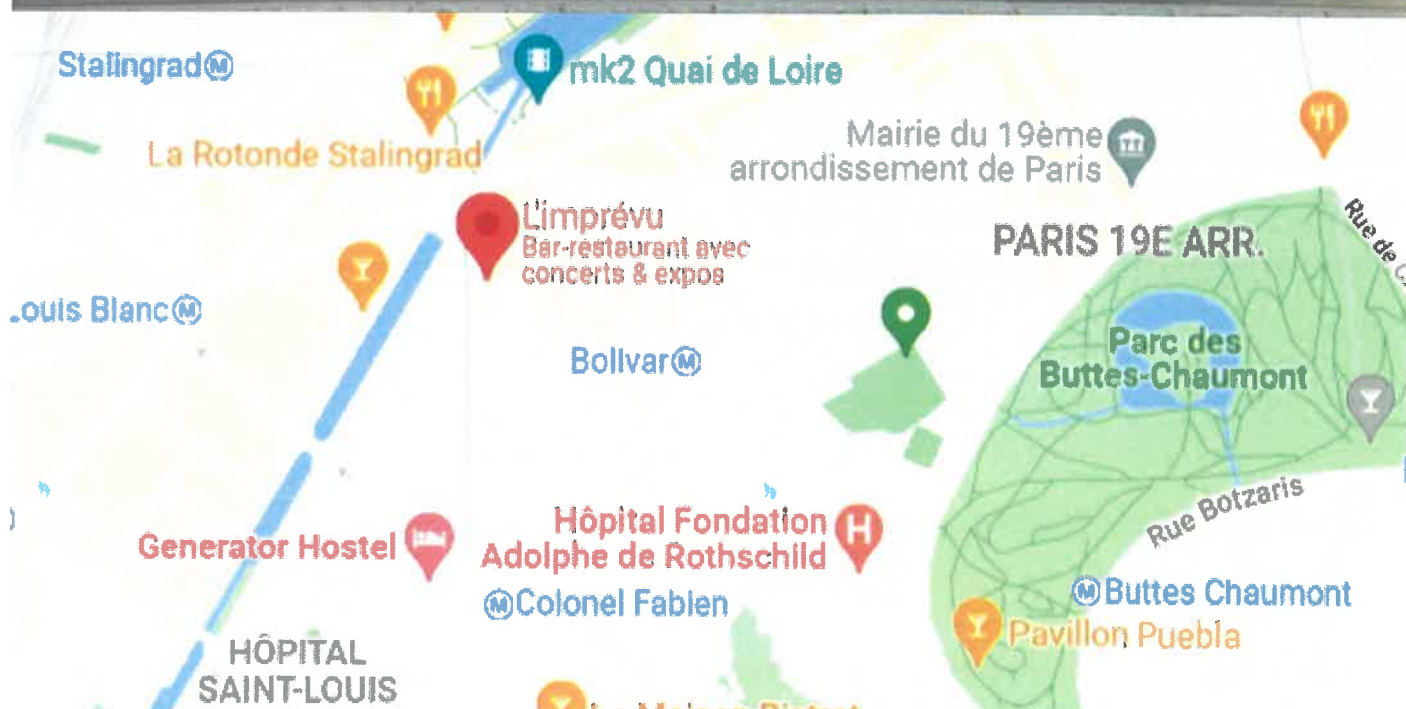 Stalingrad M
mk2 Quai de Loire
La Rotonde Stalingrad
Mairie du 19ème
arrondissement de Paris
L'imprévu
Bar-restaurant avec
concerts & expos
PARIS 19E ARR.
Rue de
Louis Blanc M
Bolivar M
Parc des
Buttes-Chaumont
Rue Botzaris
Generator Hostel
Hôpital Fondation
H
Adolphe de Rothschild
M Colonel Fabien
M Buttes Chaumont
Pavillon Puebla
HÔPITAL
SAINT-LOUIS